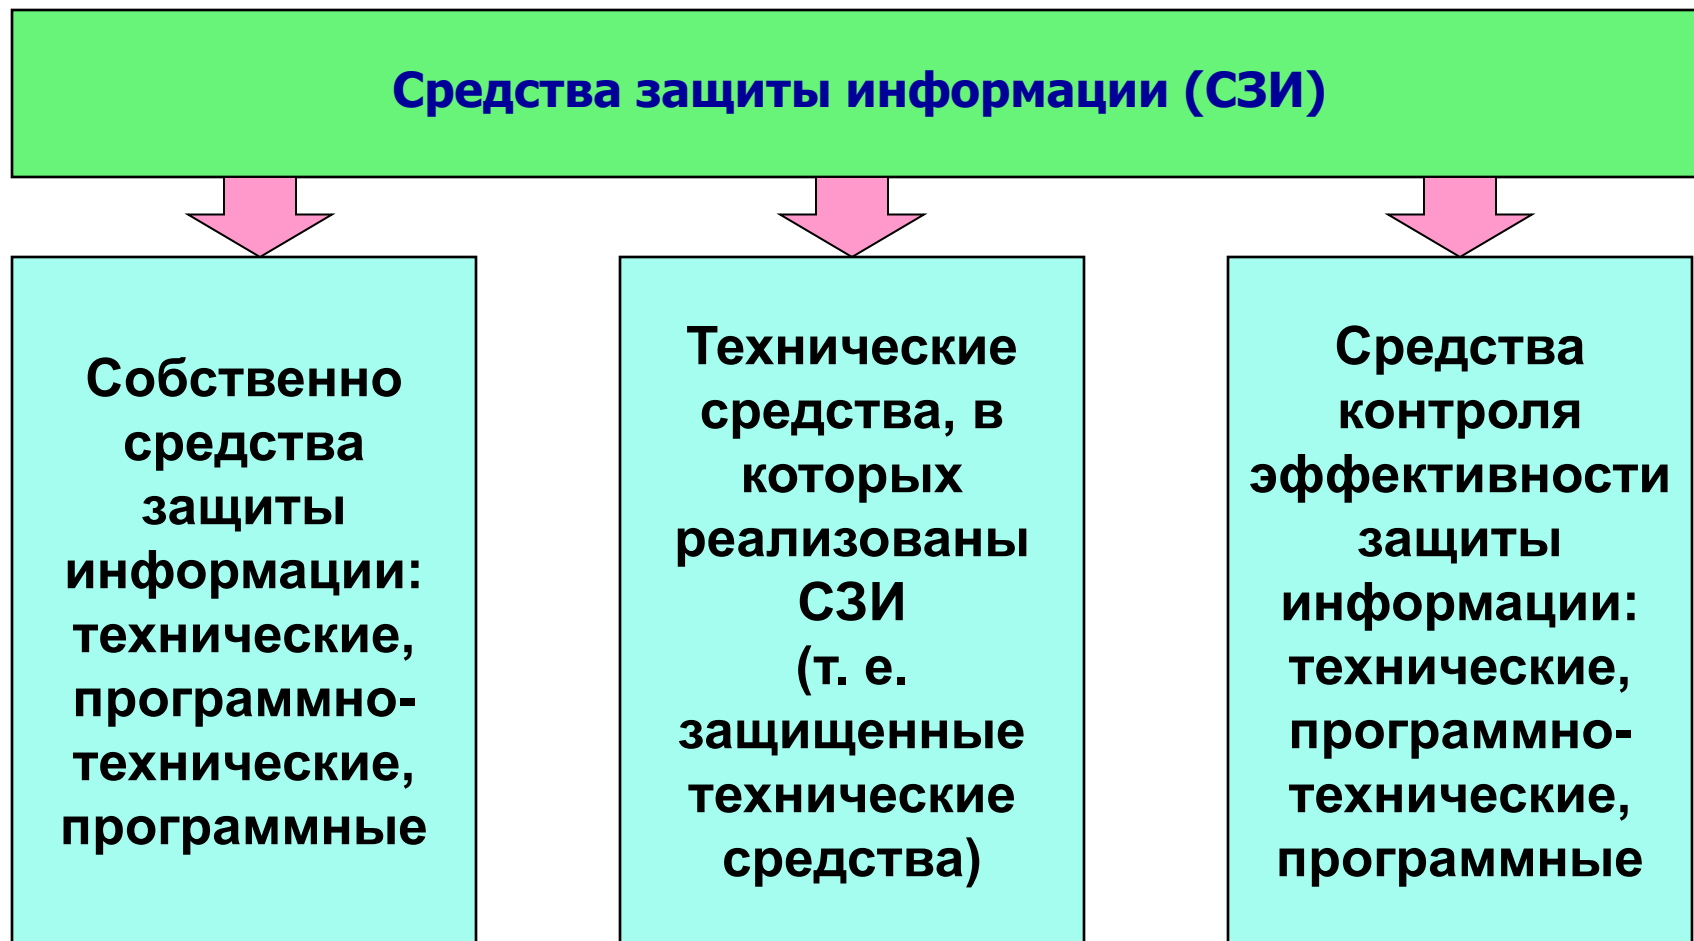 Средства защиты информации (СЗИ)
Собственно
средства
защиты
информации:
технические,
программно-
технические,
программные
Технические
средства, в
которых
реализованы
СЗИ
(т. е.
защищенные
технические
средства)
Средства
контроля
эффективности
защиты
информации:
технические,
программно-
технические,
программные